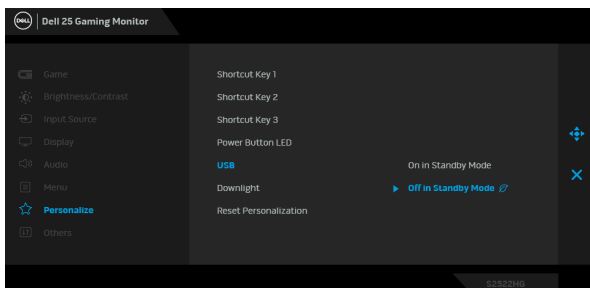 DELL Dell 25 Gaming Monitor
Game
Brightness/Contrast
Input Source
Display
Audio
Menu
Personalize
Others
Shortcut Key 1
Shortcut Key 2
Shortcut Key 3
Power Button LED
USB On in Standby Mode
Downlight Off in Standby Mode
Reset Personalization
S2522HG